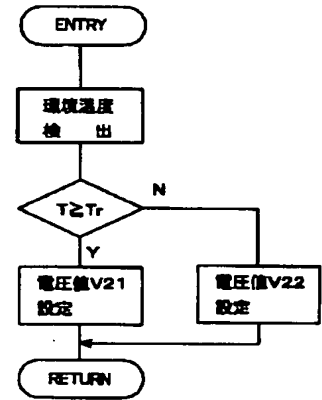 ENTRY
環境温度
検 出
T≧Tr
N
Y
電圧値V21
設定
電圧値V22
設定
RETURN